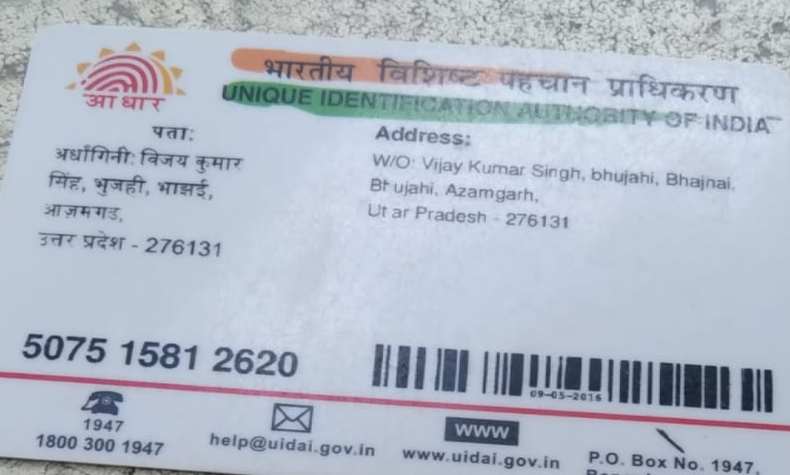 भारतीय विशिष्ट पहचान प्राधिकरण
आधार
UNIQUE IDENTIFICATION AUTHORITY OF INDIA
पता:
अर्धांगिनी: विजय कुमार
सिंह, भुजही, भाझई,
आज़मगढ़,
उत्तर प्रदेश - 276131
Address:
W/O: Vijay Kumar Singh, bhujahi, Bhajnai,
Bhujahi, Azamgarh,
Uttar Pradesh - 276131
5075 1581 2620
09-05-2016
1947
1800 300 1947
help@uidai.gov.in
www
www.uidai.gov.in
P.O. Box No. 1947,